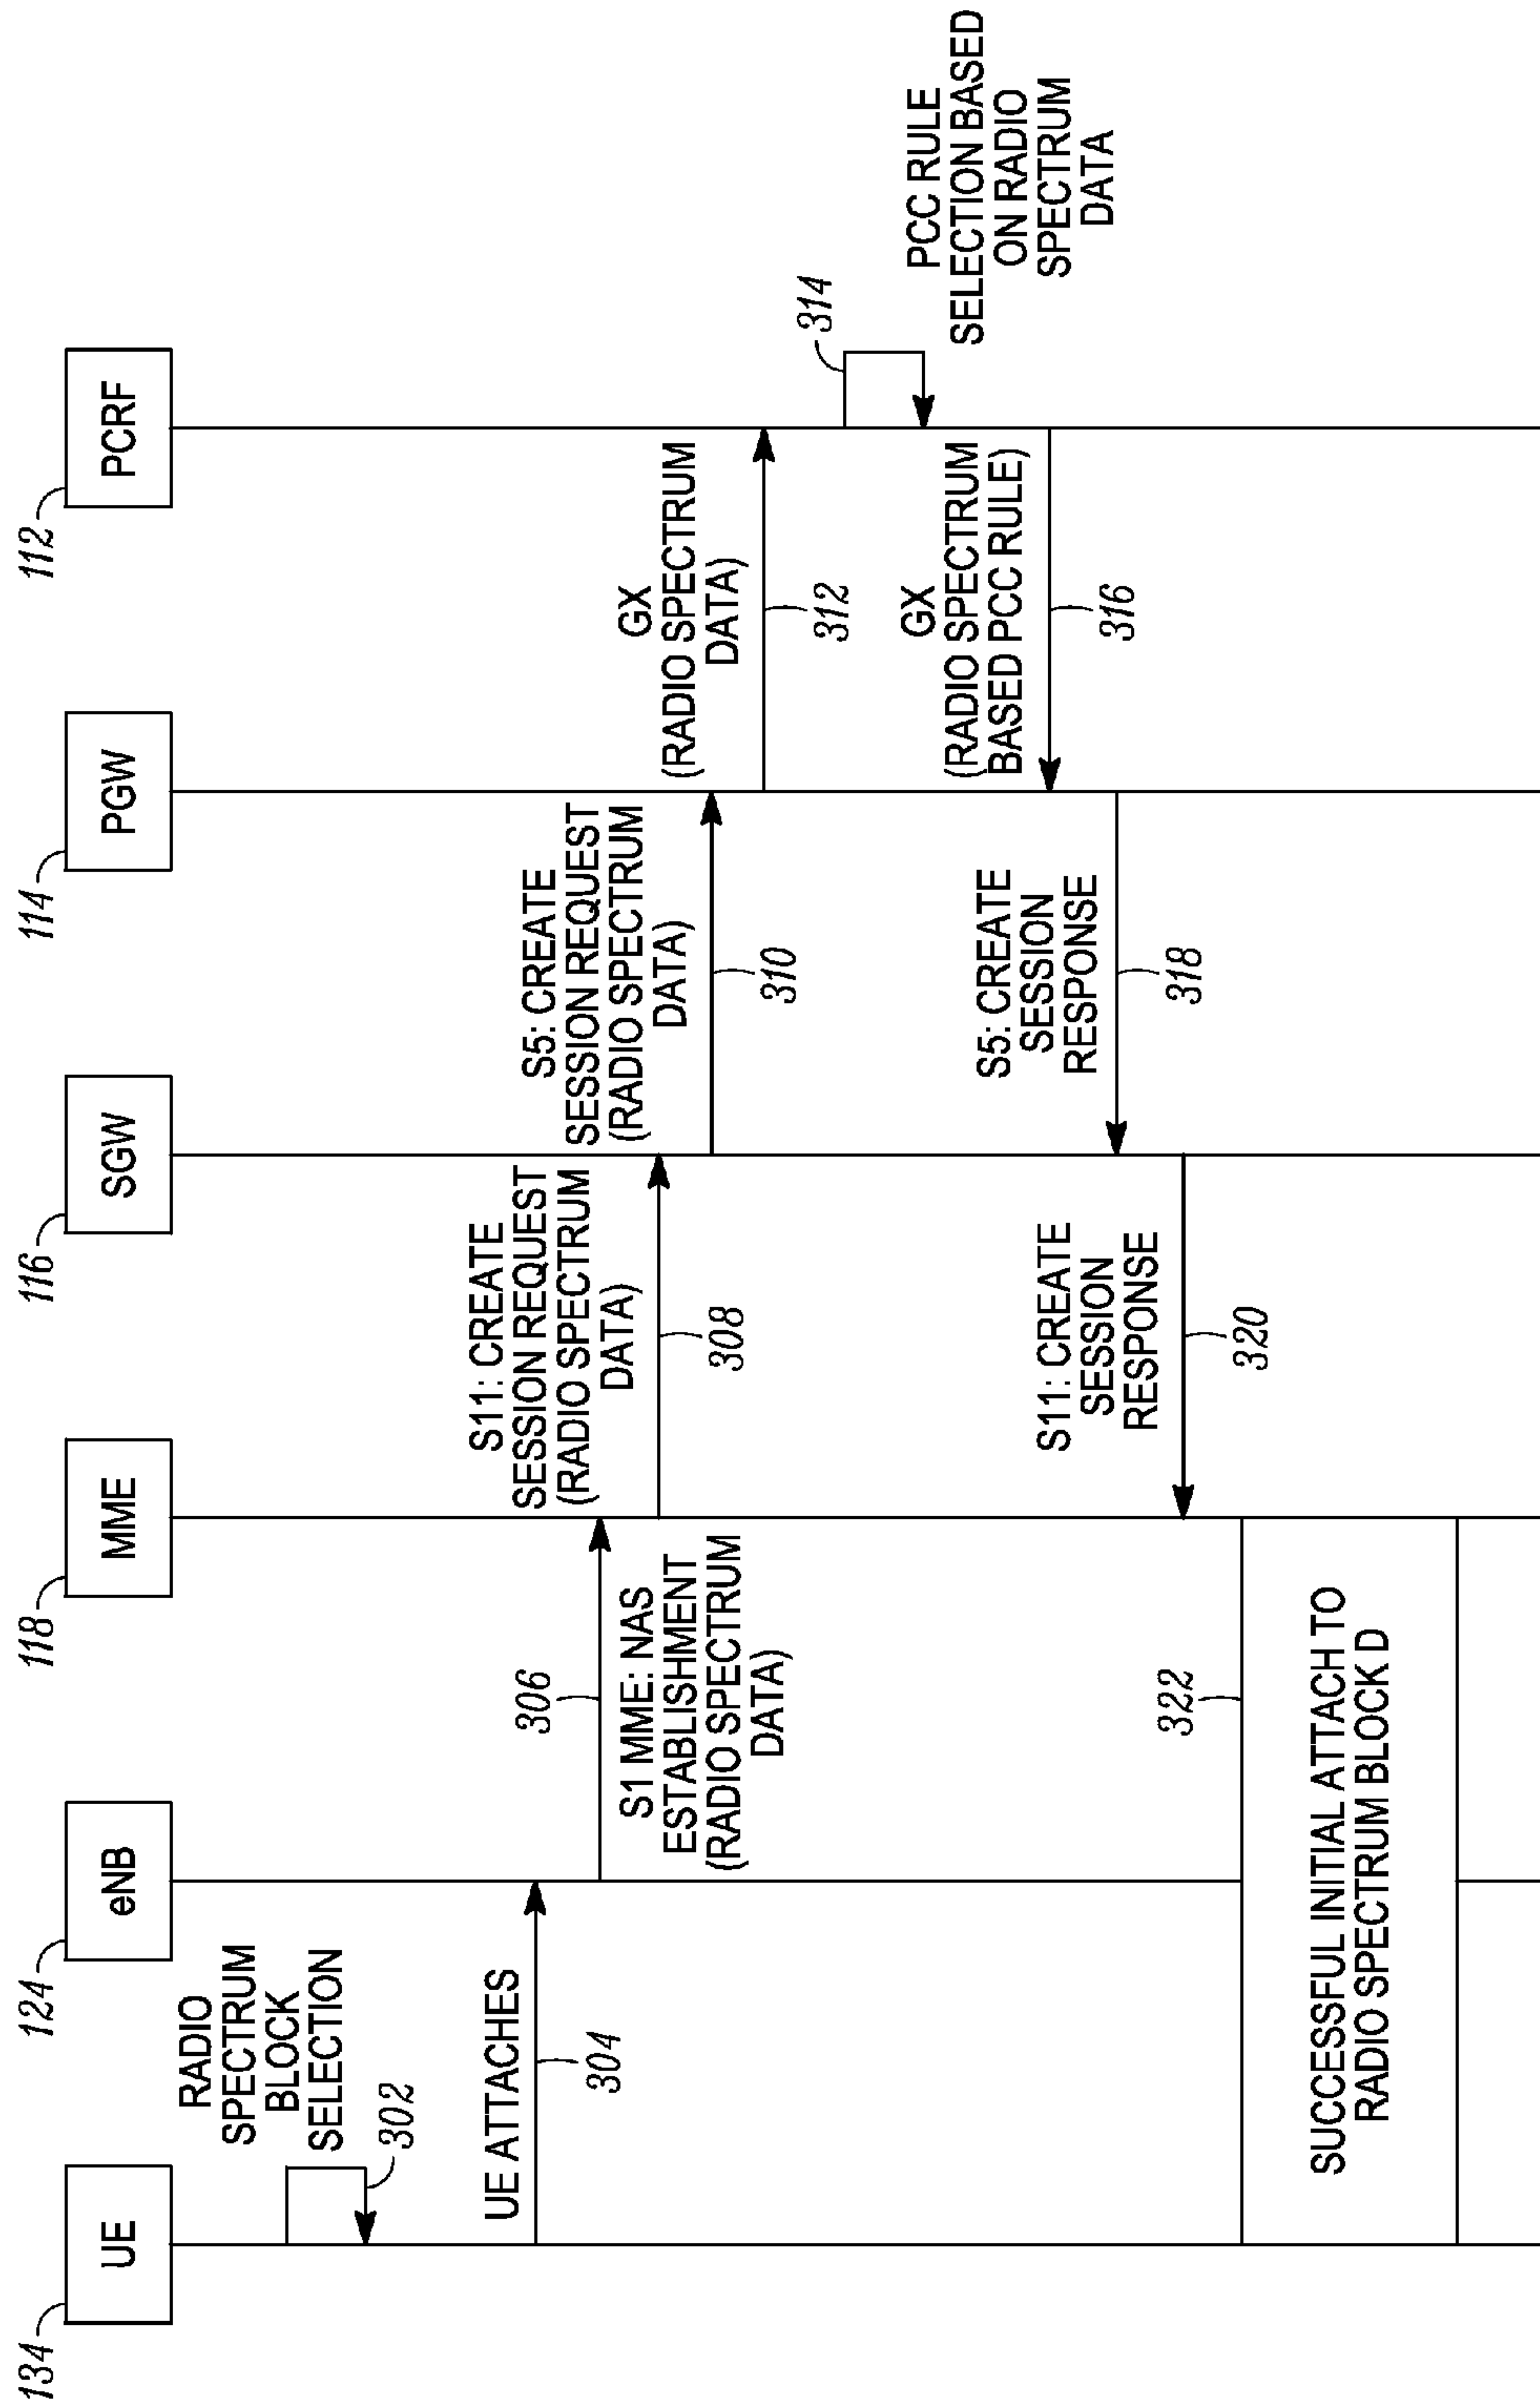 134
UE
124
eNB
118
MME
116
SGW
114
PGW
112
PCRF
RADIO
SPECTRUM
BLOCK
SELECTION
302
UE ATTACHES
304
306
S1 MME: NAS
ESTABLISHMENT
(RADIO SPECTRUM
DATA)
S11: CREATE
SESSION REQUEST
(RADIO SPECTRUM
DATA)
308
S5: CREATE
SESSION REQUEST
(RADIO SPECTRUM
DATA)
310
GX
(RADIO SPECTRUM
DATA)
312
314
PCC RULE
SELECTION BASED
ON RADIO
SPECTRUM
DATA
GX
(RADIO SPECTRUM
BASED PCC RULE)
316
S5: CREATE
SESSION
RESPONSE
318
S11: CREATE
SESSION
RESPONSE
320
322
SUCCESSFUL INITIAL ATTACH TO
RADIO SPECTRUM BLOCK D